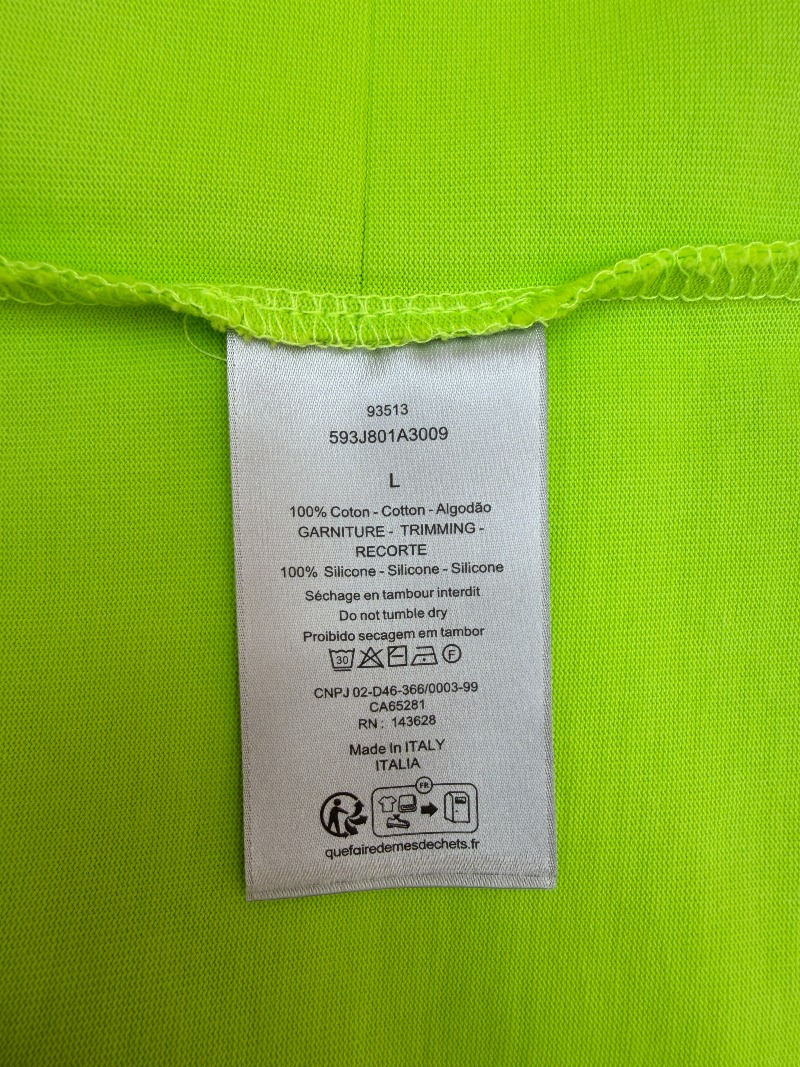 93513
593J801A3009
L
100% Coton - Cotton - Algodão
GARNITURE - TRIMMING -
RECORTE
100% Silicone - Silicone - Silicone
Séchage en tambour interdit
Do not tumble dry
Proibido secagem em tambor
30 F
CNPJ 02-D46-366/0003-99
CA65281
RN : 143628
Made In ITALY
ITALIA
FR
quefairedemesdechets.fr